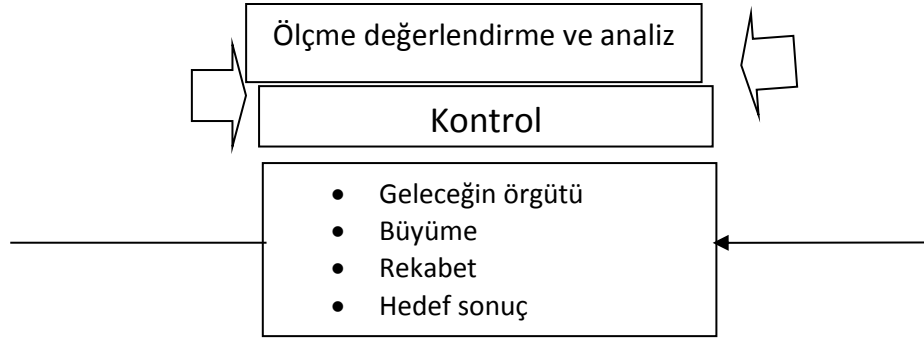 Ölçme değerlendirme ve analiz
Kontrol
• Geleceğin örgütü
• Büyüme
• Rekabet
• Hedef sonuç